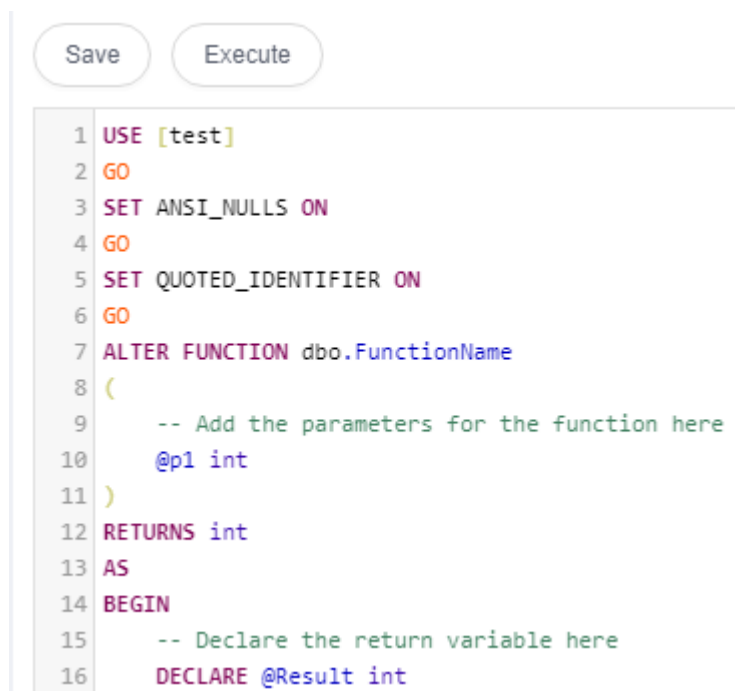 Save Execute
1 USE [test]
2 GO
3 SET ANSI_NULLS ON
4 GO
5 SET QUOTED_IDENTIFIER ON
6 GO
7 ALTER FUNCTION dbo.FunctionName
8 (
9     -- Add the parameters for the function here
10     @p1 int
11 )
12 RETURNS int
13 AS
14 BEGIN
15     -- Declare the return variable here
16     DECLARE @Result int